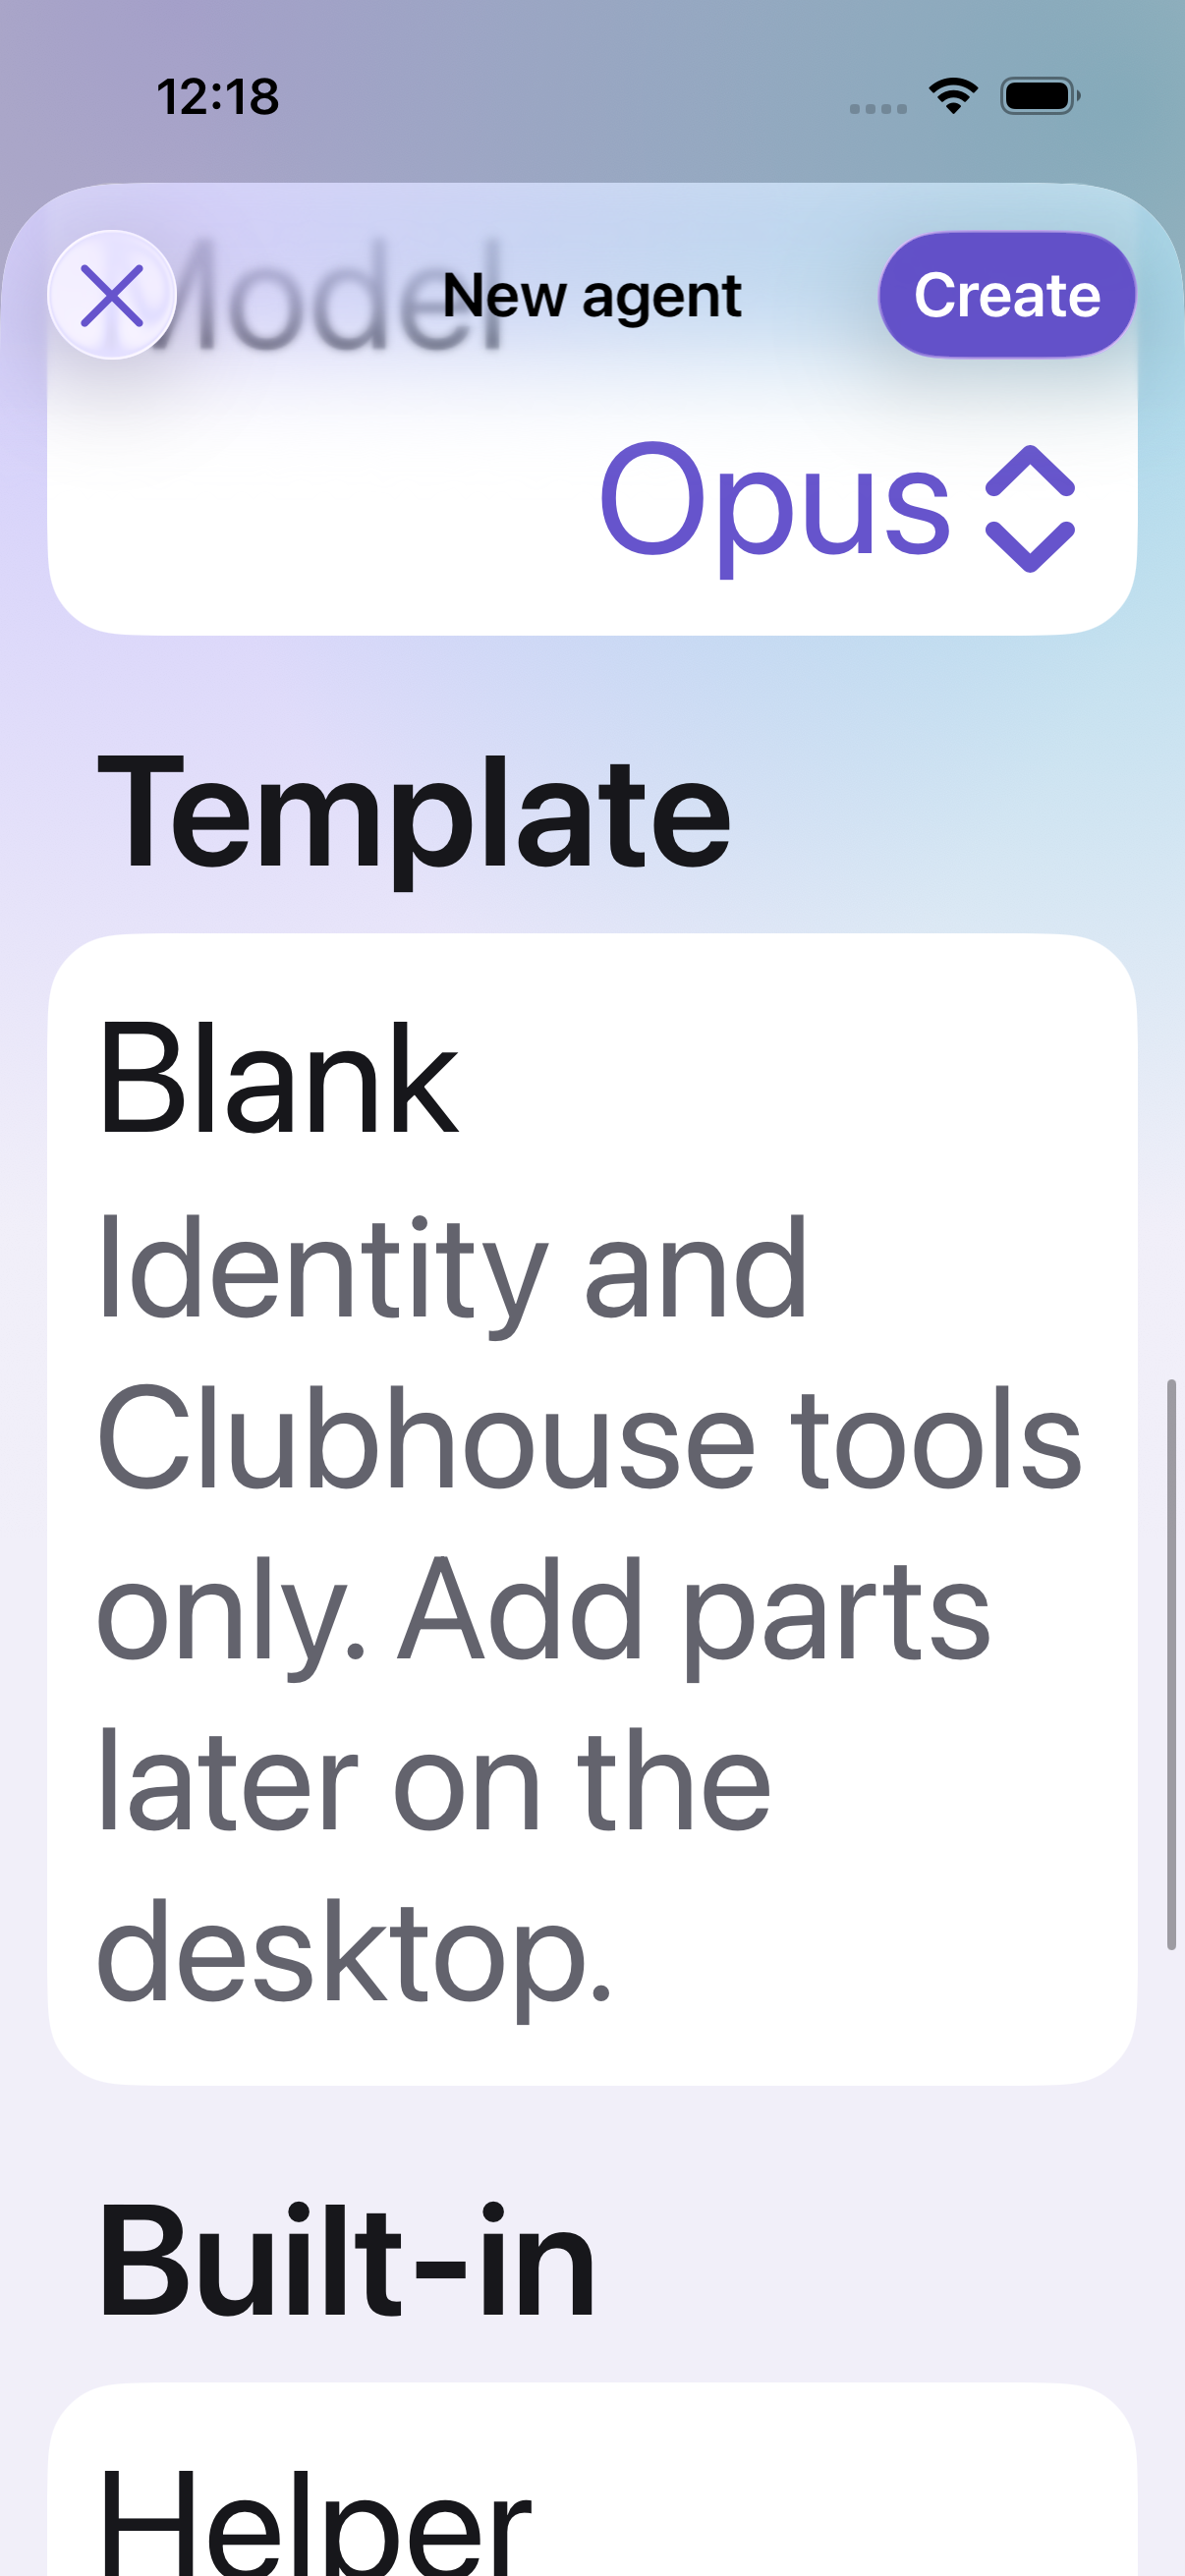 12:18
Model
New agent
Create
Opus
Template
Blank
Identity and
Clubhouse tools
only. Add parts
later on the
desktop.
Built-in
Helper